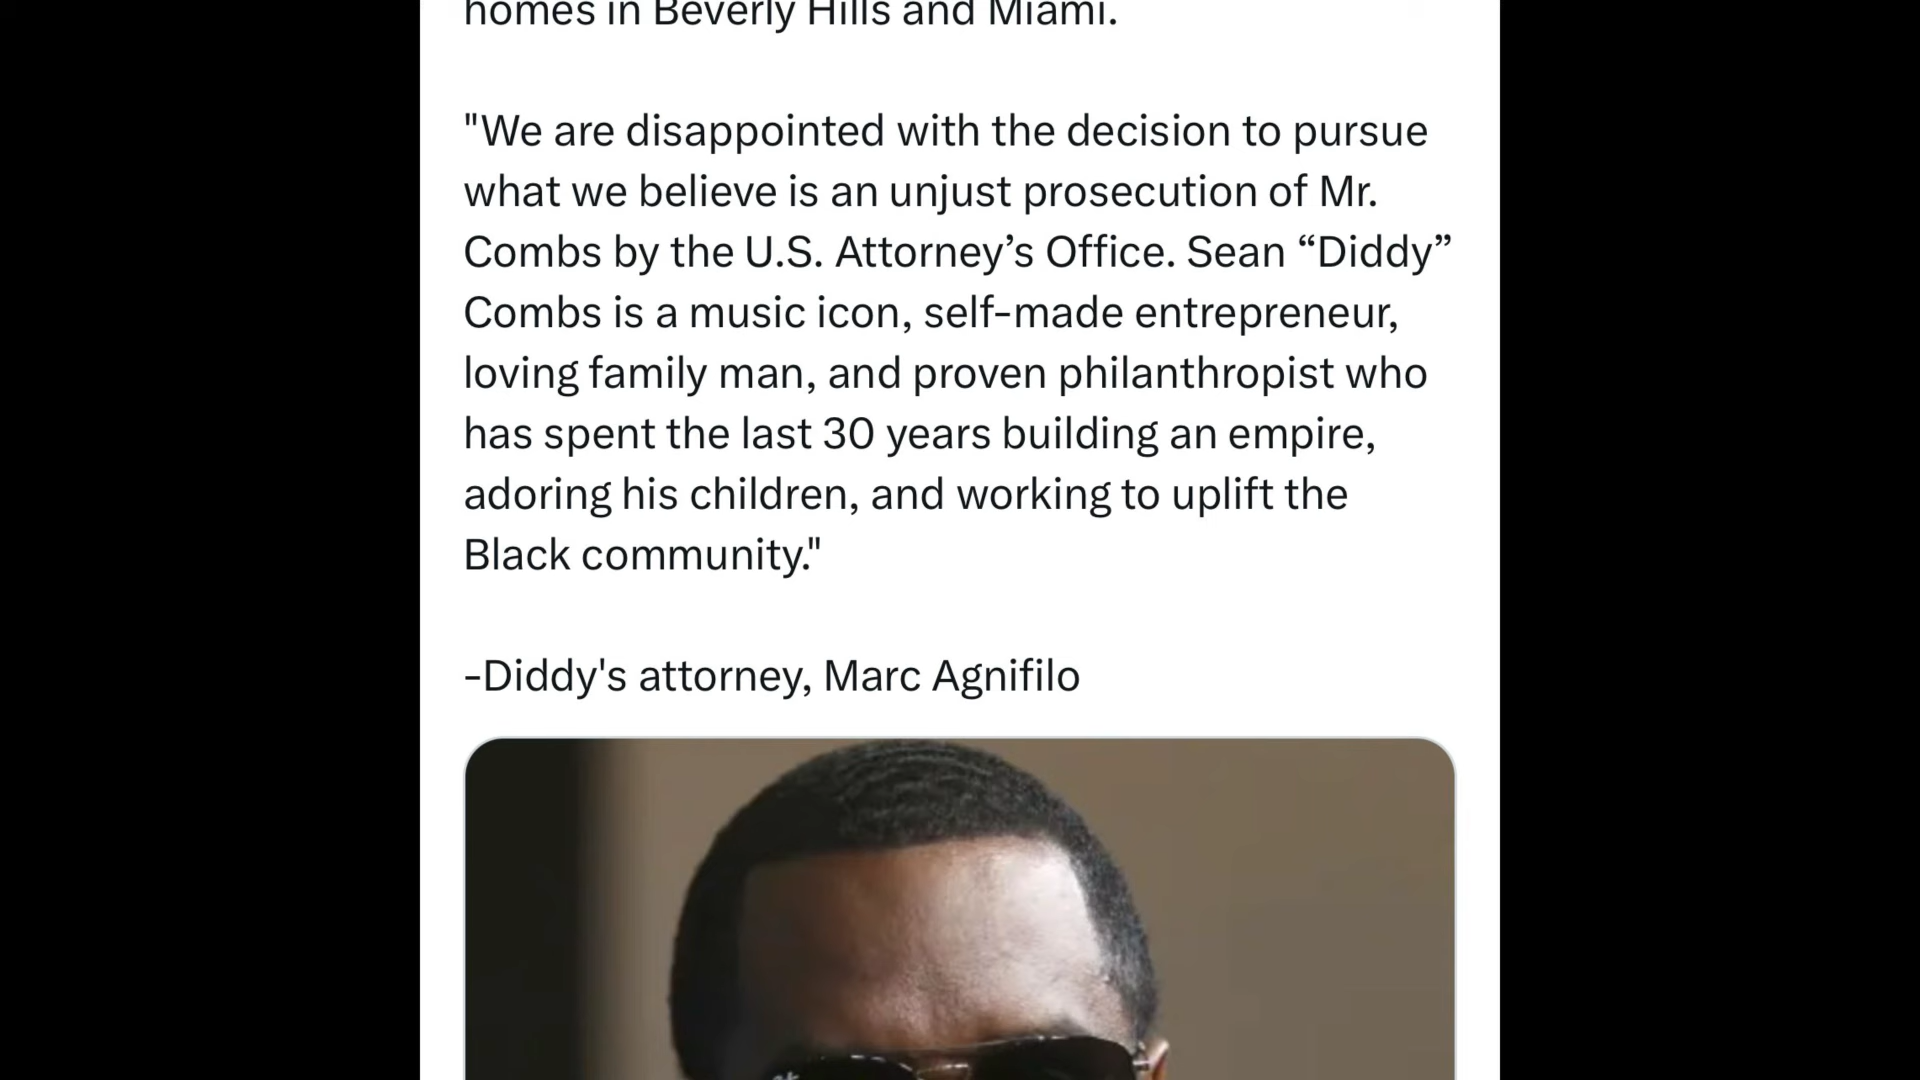 homes in Beverly Hills and Miami.
"We are disappointed with the decision to pursue
what we believe is an unjust prosecution of Mr.
Combs by the U.S. Attorney’s Office. Sean “Diddy”
Combs is a music icon, self-made entrepreneur,
loving family man, and proven philanthropist who
has spent the last 30 years building an empire,
adoring his children, and working to uplift the
Black community."
-Diddy's attorney, Marc Agnifilo